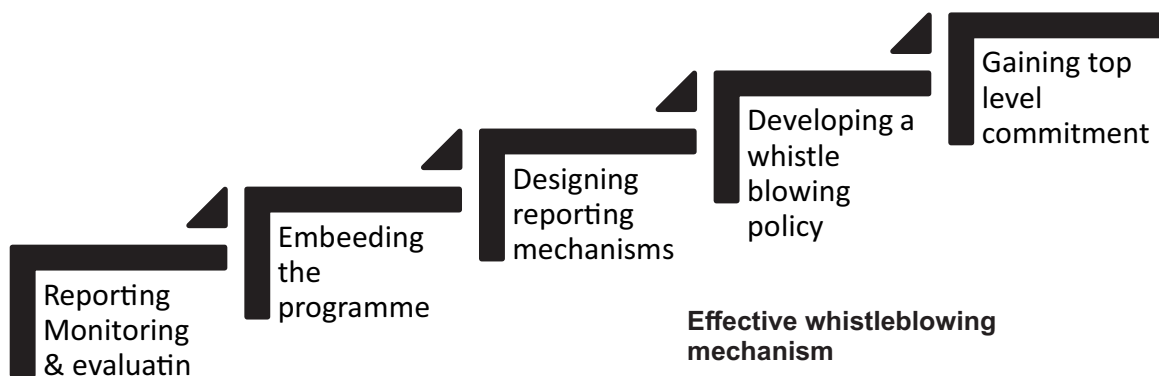 Reporting
Monitoring
& evaluatin
Embeeding
the
programme
Designing
reporting
mechanisms
Developing a
whistle
blowing
policy
Gaining top
level
commitment
Effective whistleblowing
mechanism